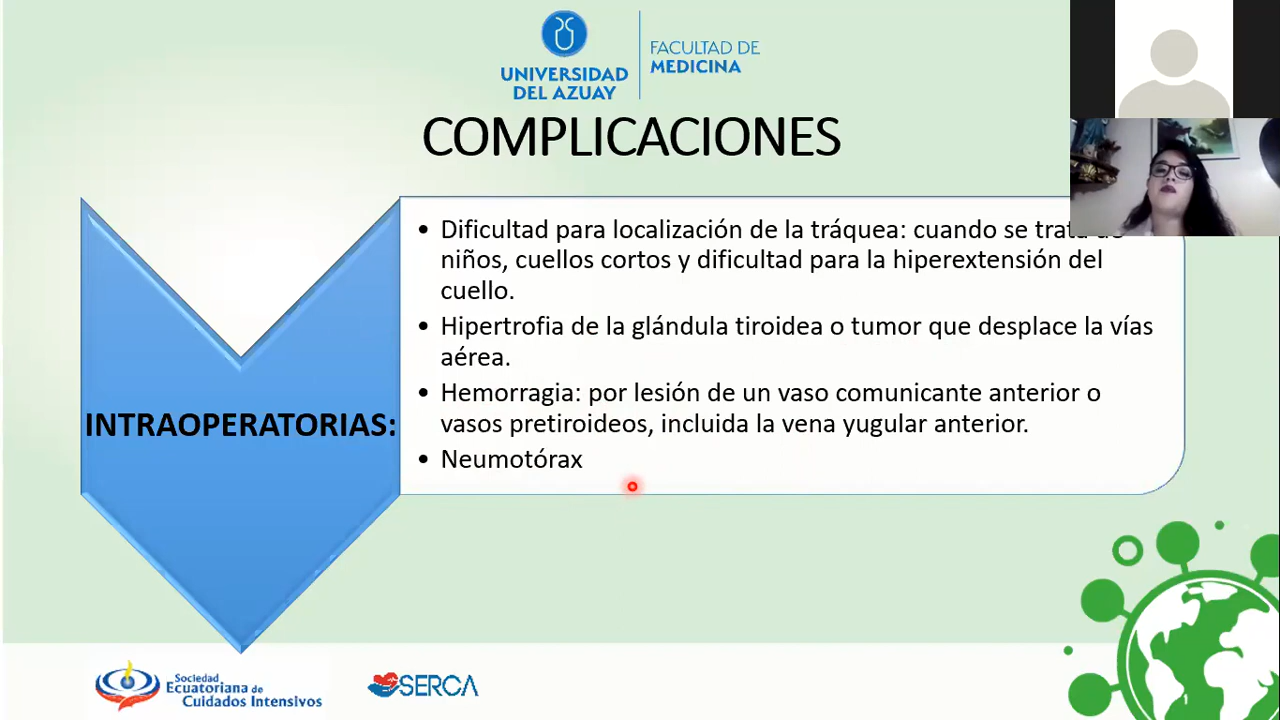 UNIVERSIDAD
DEL AZUAY
FACULTAD DE
MEDICINA
COMPLICACIONES
INTRAOPERATORIAS:
• Dificultad para localización de la tráquea: cuando se trata de
niños, cuellos cortos y dificultad para la hiperextensión del
cuello.
• Hipertrofia de la glándula tiroidea o tumor que desplace la vías
aérea.
• Hemorragia: por lesión de un vaso comunicante anterior o
vasos pretiroideos, incluida la vena yugular anterior.
• Neumotórax
Sociedad
Ecuatoriana de
Cuidados Intensivos
SERCA